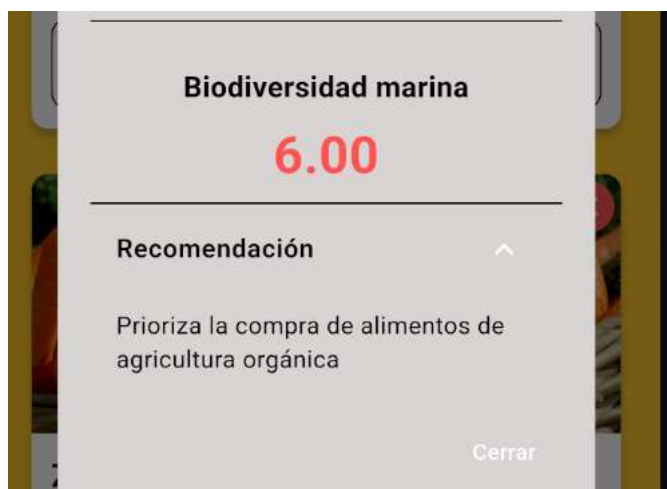 Biodiversidad marina
6.00
Recomendación
Prioriza la compra de alimentos de
agricultura orgánica
Cerrar